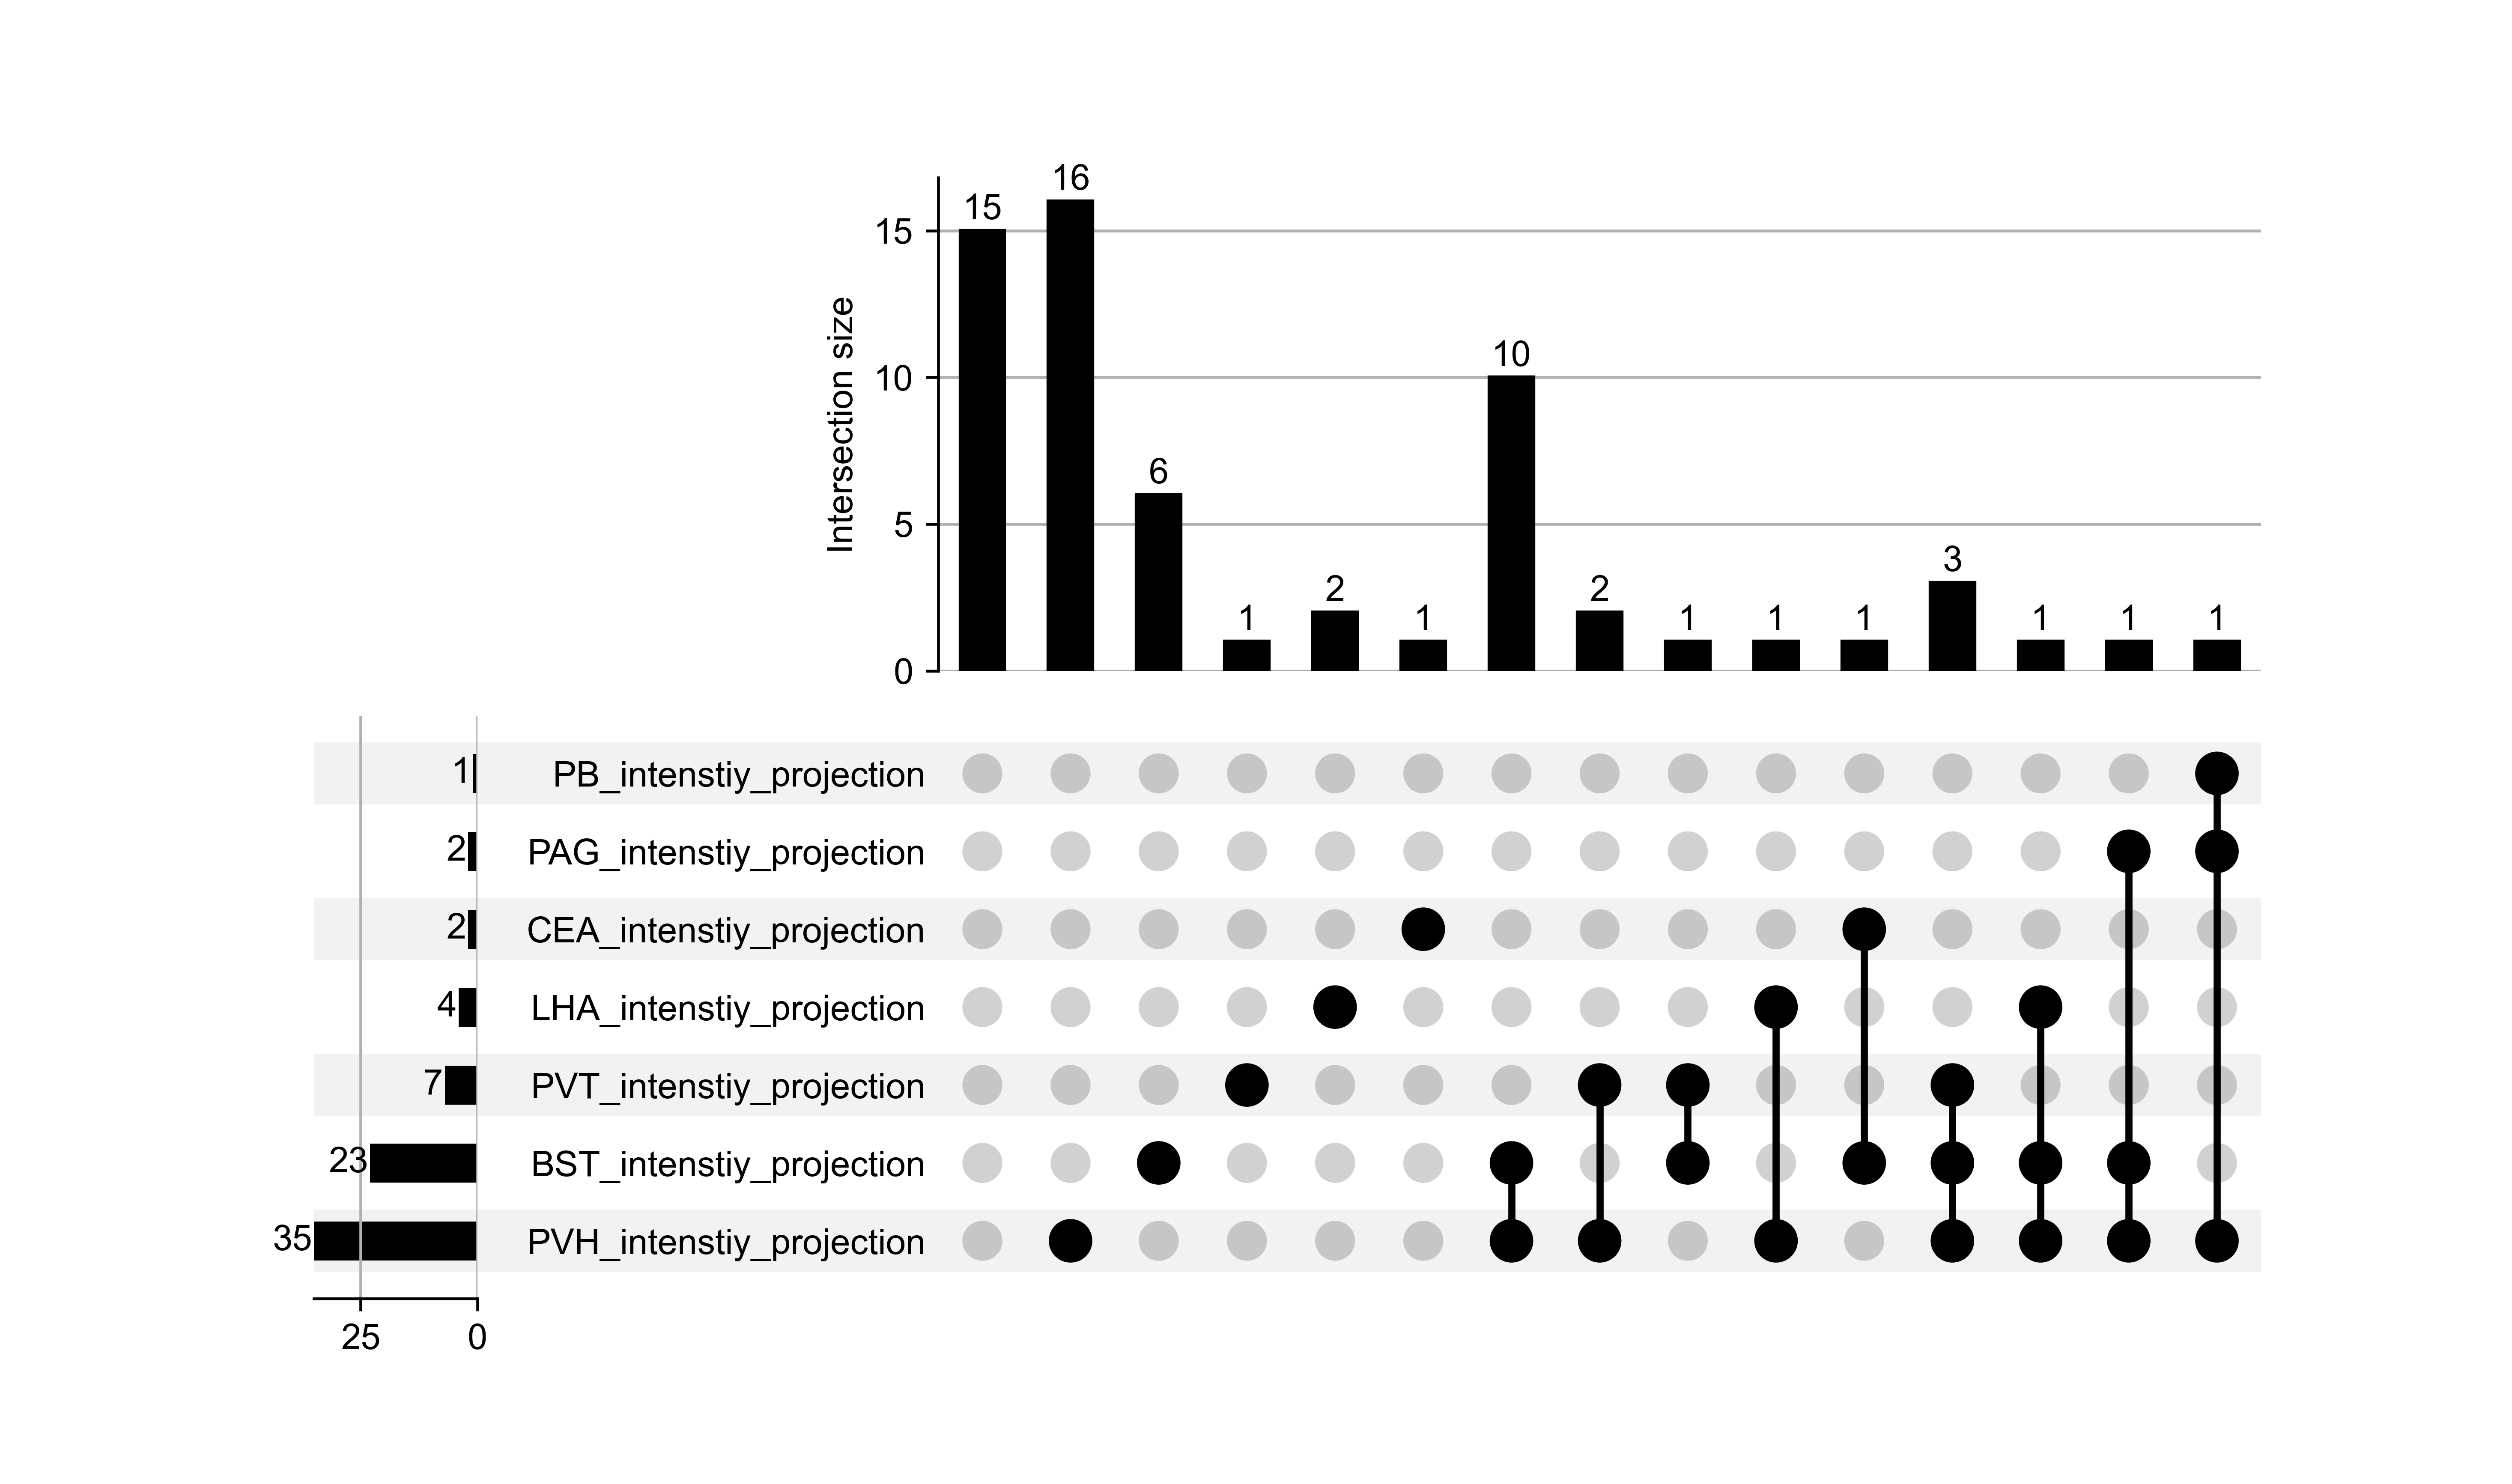 16
15
15
10
10
Intersection size
6
5
3
2
2
1
1
1
1
1
1
1
1
0
1 PB_intenstiy_projection
2 PAG_intenstiy_projection
2 CEA_intenstiy_projection
4 LHA_intenstiy_projection
7 PVT_intenstiy_projection
23 BST_intenstiy_projection
35 PVH_intenstiy_projection
25 0